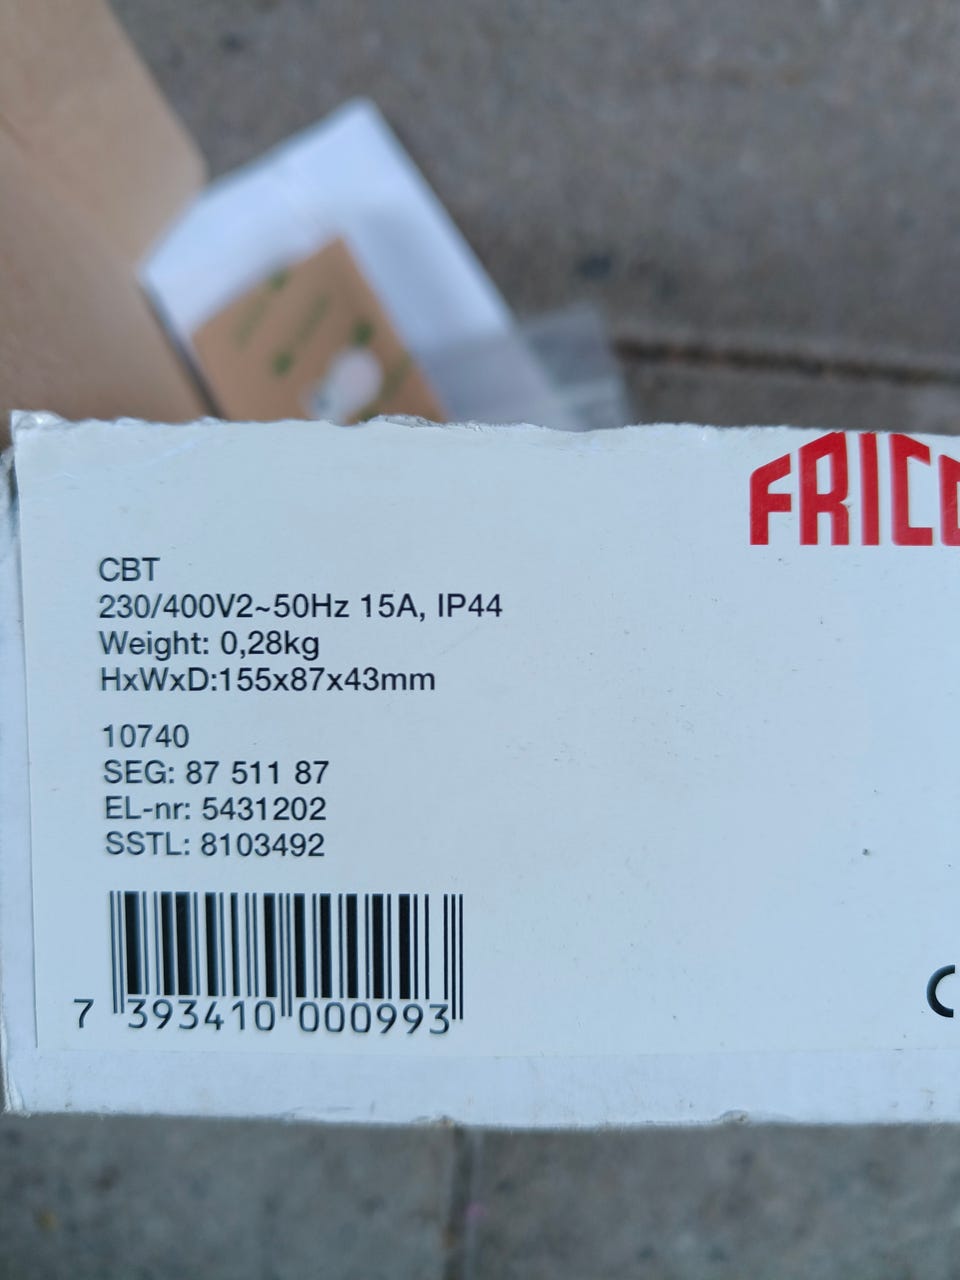 FRICO
CBT
230/400V2~50Hz 15A, IP44
Weight: 0,28kg
HxWxD:155x87x43mm
10740
SEG: 87 511 87
EL-nr: 5431202
SSTL: 8103492
7 393410 000993